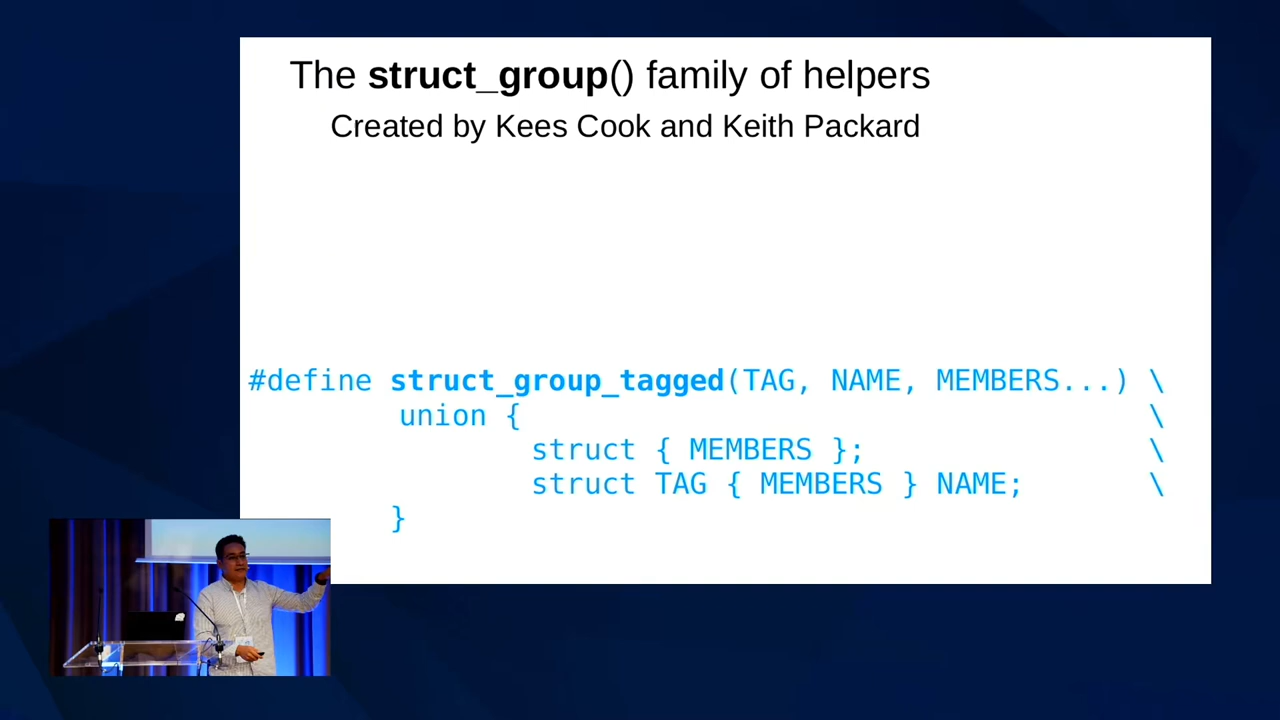 The struct_group() family of helpers
Created by Kees Cook and Keith Packard
#define struct_group_tagged(TAG, NAME, MEMBERS...) \
union { \
struct { MEMBERS }; \
struct TAG { MEMBERS } NAME; \
}